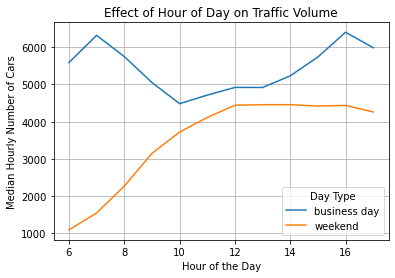 Effect of Hour of Day on Traffic Volume
Median Hourly Number of Cars
6000
5000
4000
3000
2000
1000
Day Type
business day
weekend
6 8 10 12 14 16
Hour of the Day